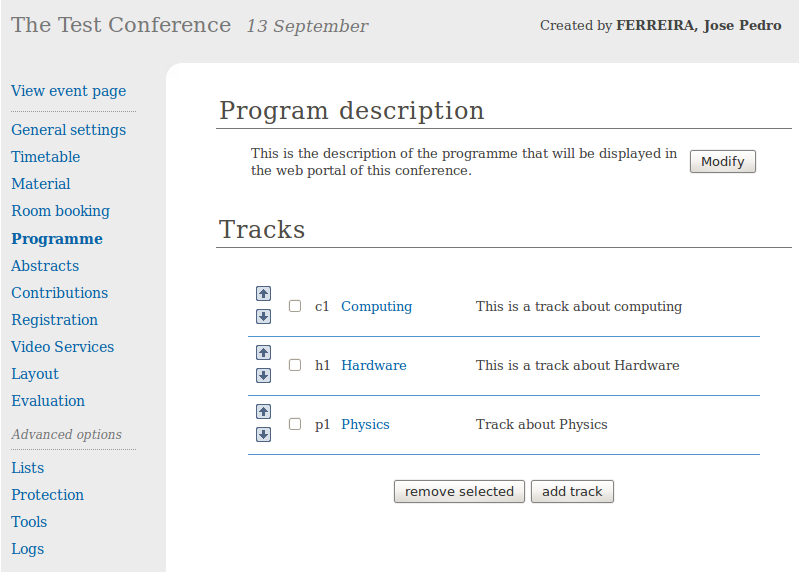 The Test Conference 13 September
Created by FERREIRA, Jose Pedro
View event page
General settings
Timetable
Material
Room booking
Programme
Abstracts
Contributions
Registration
Video Services
Layout
Evaluation
Advanced options
Lists
Protection
Tools
Logs
Program description
This is the description of the programme that will be displayed in
the web portal of this conference.
Modify
Tracks
c1 Computing This is a track about computing
h1 Hardware This is a track about Hardware
p1 Physics Track about Physics
remove selected add track